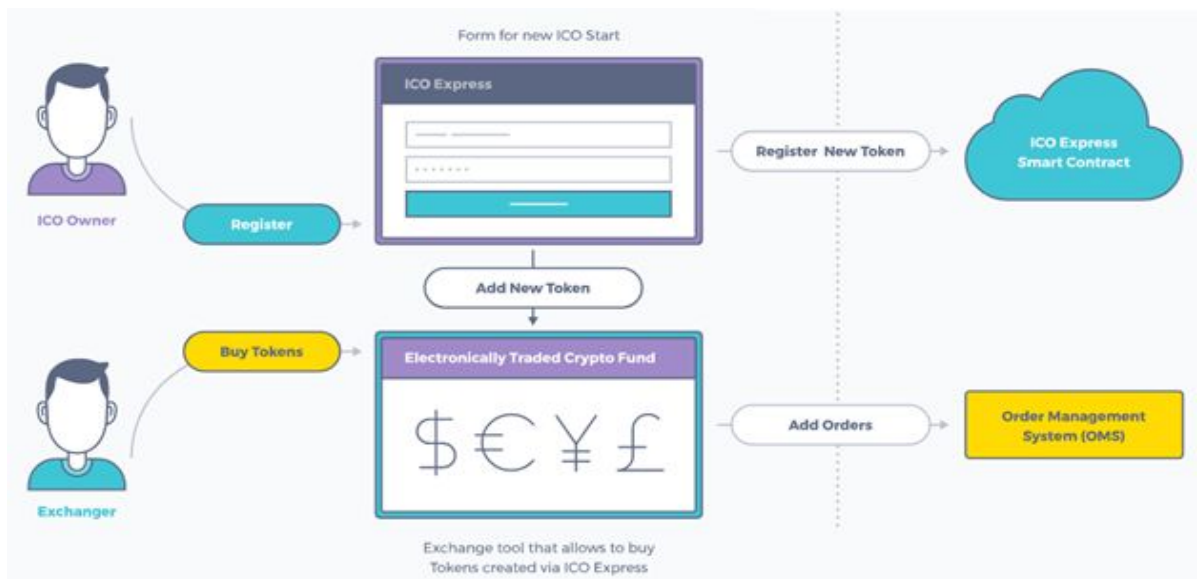 Form for new ICO Start
ICO Express
Register New Token
ICO Express
Smart Contract
ICO Owner
Register
Add New Token
Buy Tokens
Electronically Traded Crypto Fund
$ € ¥ £
Add Orders
Order Management
System (OMS)
Exchanger
Exchange tool that allows to buy
Tokens created via ICO Express